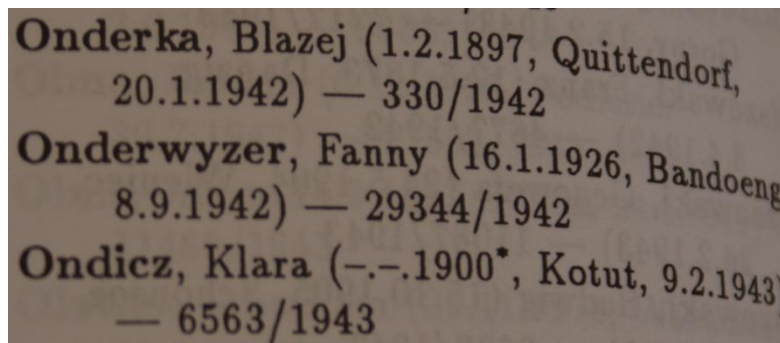 Onderka, Blazej (1.2.1897, Quittendorf,
20.1.1942) — 330/1942
Onderwyzer, Fanny (16.1.1926, Bandoeng
8.9.1942) — 29344/1942
Ondicz, Klara (–.–.1900*, Kotut, 9.2.1943)
— 6563/1943